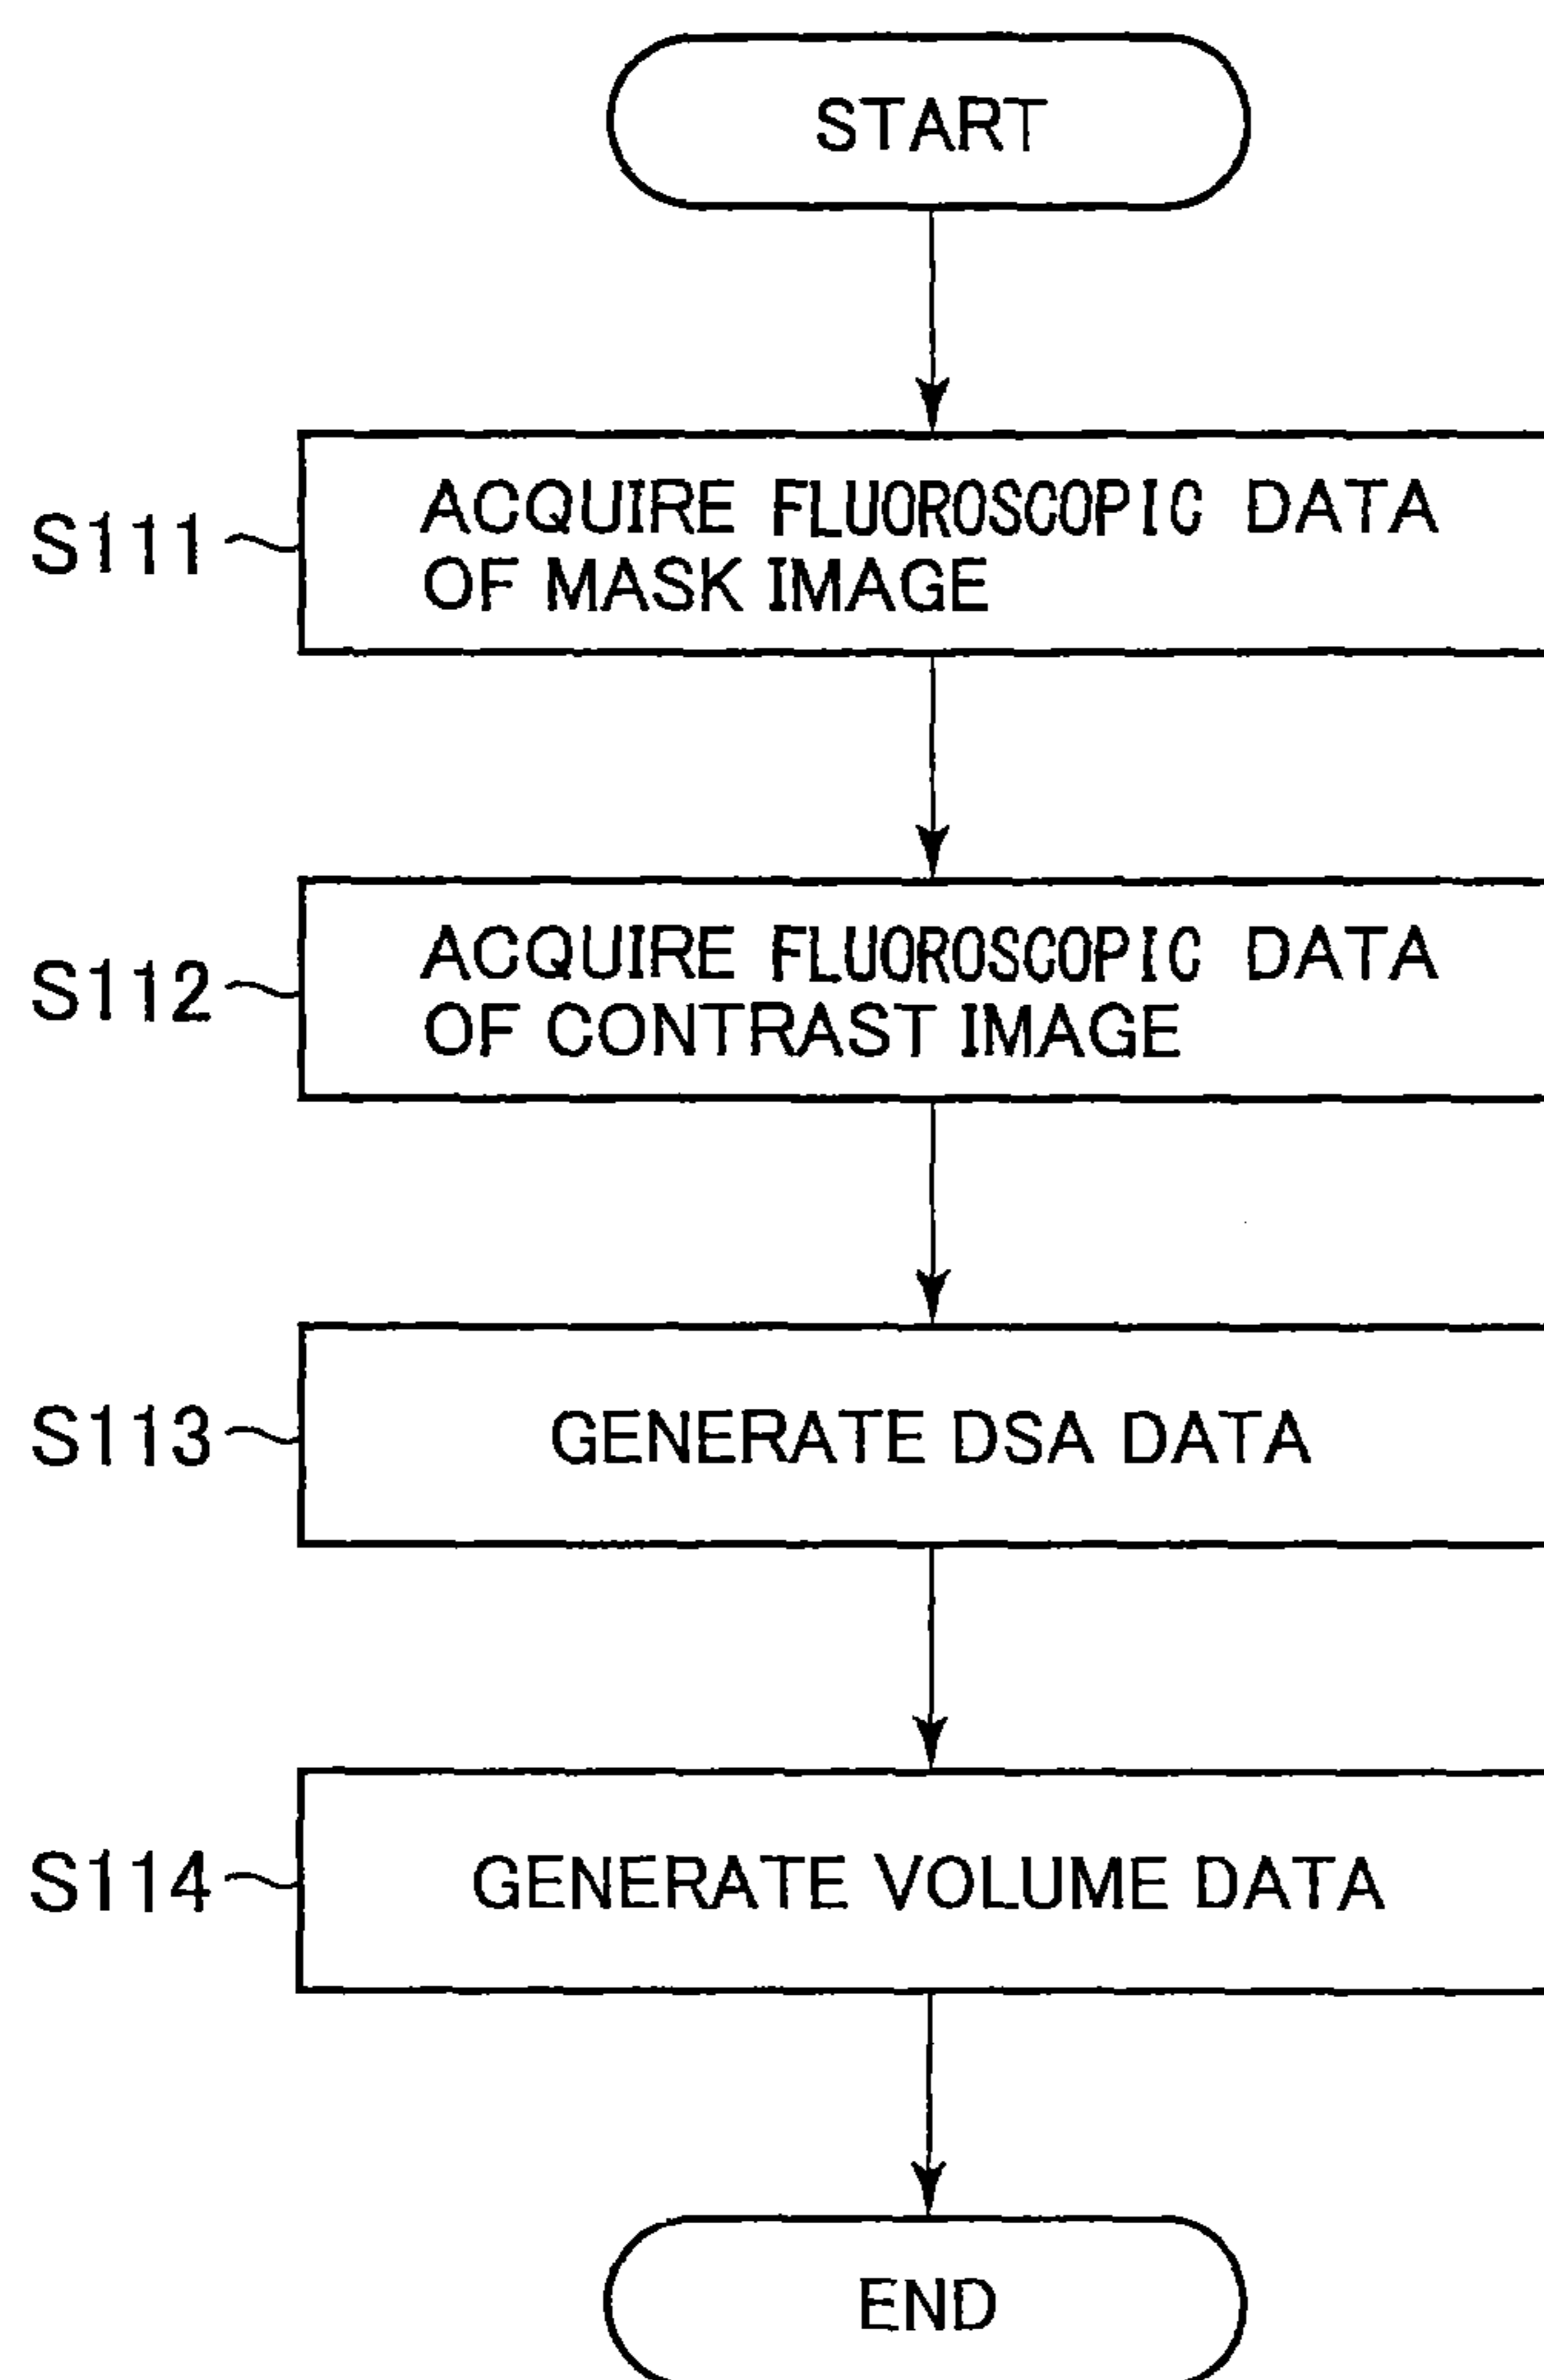 START
S111
ACQUIRE FLUOROSCOPIC DATA
OF MASK IMAGE
S112
ACQUIRE FLUOROSCOPIC DATA
OF CONTRAST IMAGE
S113
GENERATE DSA DATA
S114
GENERATE VOLUME DATA
END